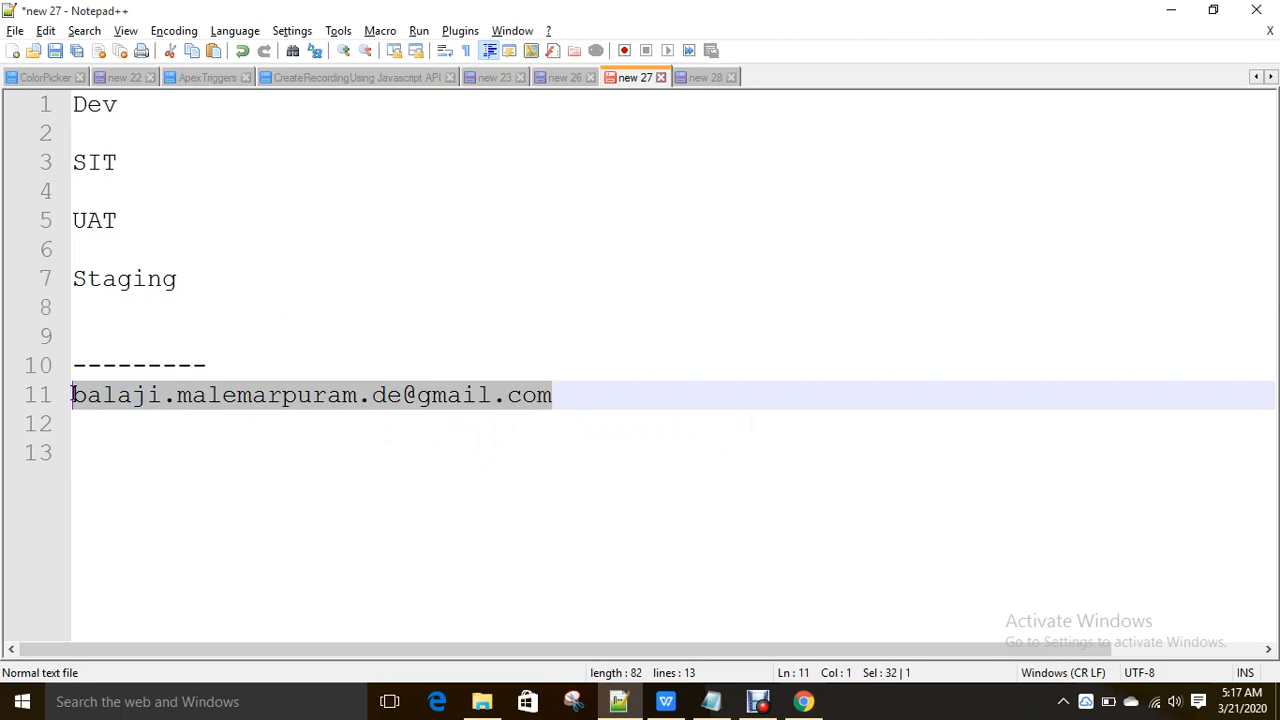 *new 27 - Notepad++
File Edit Search View Encoding Language Settings Tools Macro Run Plugins Window ? X
ColorPicker new 22 ApexTriggers CreateRecordingUsing Javascript API new 23 new 26 new 27 new 28
1 Dev
2
3 SIT
4
5 UAT
6
7 Staging
8
9
10 ---------
11 balaji.malemarpuram.de@gmail.com
12
13
Activate Windows
Go to Settings to activate Windows.
Normal text file length : 82 lines : 13 Ln : 11 Col : 1 Sel : 32 | 1 Windows (CR LF) UTF-8 INS
Search the web and Windows
5:17 AM
3/21/2020